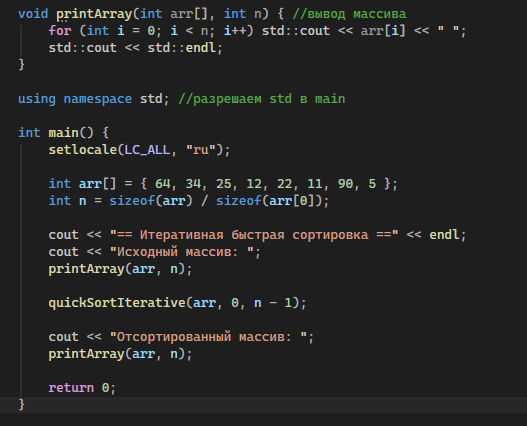 void printArray(int arr[], int n) { //вывод массива
    for (int i = 0; i < n; i++) std::cout << arr[i] << " ";
    std::cout << std::endl;
}

using namespace std; //разрешаем std в main

int main() {
    setlocale(LC_ALL, "ru");

    int arr[] = { 64, 34, 25, 12, 22, 11, 90, 5 };
    int n = sizeof(arr) / sizeof(arr[0]);

    cout << "== Итеративная быстрая сортировка ==" << endl;
    cout << "Исходный массив: ";
    printArray(arr, n);

    quickSortIterative(arr, 0, n - 1);

    cout << "Отсортированный массив: ";
    printArray(arr, n);

    return 0;
}